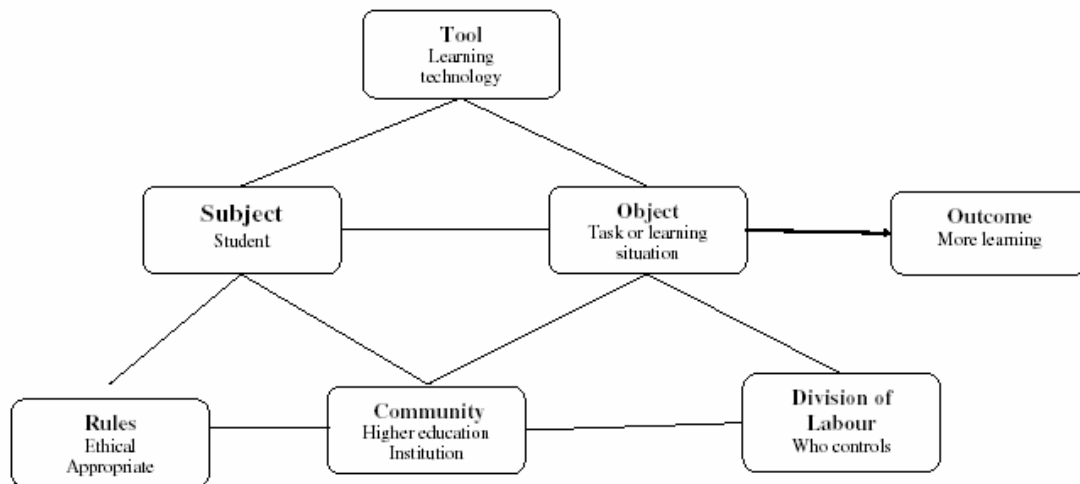 Tool
Learning
technology
Subject
Student
Object
Task or learning
situation
Outcome
More learning
Rules
Ethical
Appropriate
Community
Higher education
Institution
Division of
Labour
Who controls